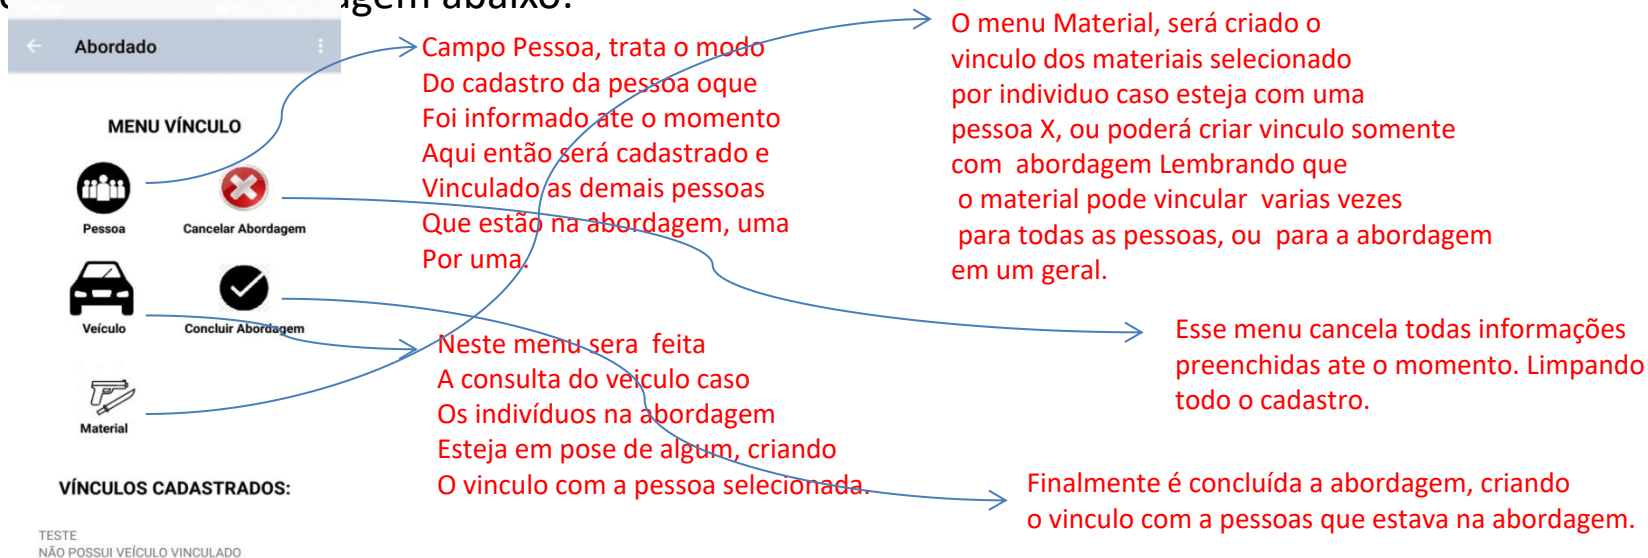 abaixo:
Abordado
MENU VÍNCULO
Pessoa
Cancelar Abordagem
Veículo
Concluir Abordagem
Material
VÍNCULOS CADASTRADOS:
TESTE
NÃO POSSUI VEÍCULO VINCULADO
Campo Pessoa, trata o modo
Do cadastro da pessoa oque
Foi informado ate o momento
Aqui então será cadastrado e
Vinculado as demais pessoas
Que estão na abordagem, uma
Por uma.
Neste menu sera feita
A consulta do veiculo caso
Os indivíduos na abordagem
Esteja em pose de algum, criando
O vinculo com a pessoa selecionada.
O menu Material, será criado o
vinculo dos materiais selecionado
por individuo caso esteja com uma
pessoa X, ou poderá criar vinculo somente
com abordagem Lembrando que
o material pode vincular varias vezes
para todas as pessoas, ou para a abordagem
em um geral.
Esse menu cancela todas informações
preenchidas ate o momento. Limpando
todo o cadastro.
Finalmente é concluída a abordagem, criando
o vinculo com a pessoas que estava na abordagem.